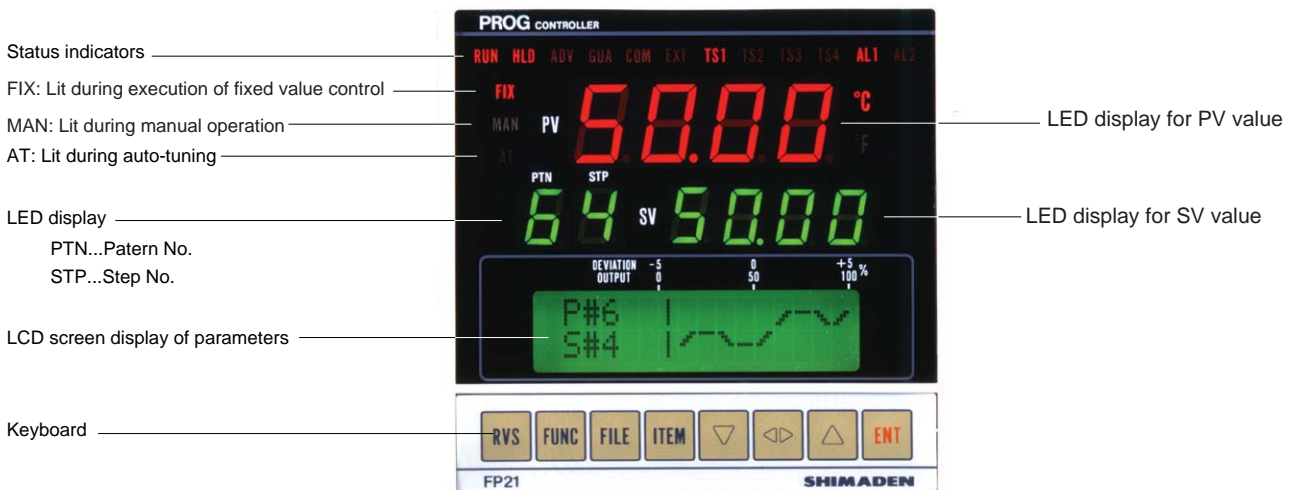 PROG CONTROLLER
Status indicators
RUN HLD ADV GUA COM EXT TS1 TS2 TS3 TS4 AL1 AL2
FIX: Lit during execution of fixed value control
FIX
50.00
°C
MAN: Lit during manual operation
MAN
PV
LED display for PV value
°F
AT: Lit during auto-tuning
AT
PTN STP
LED display
64
SV
50.00
LED display for SV value
PTN...Patern No.
STP...Step No.
DEVIATION -5 0 +5 %
OUTPUT 0 50 100
P#6
LCD screen display of parameters
S#4
Keyboard
RVS FUNC FILE ITEM ENT
FP21 SHIMADEN